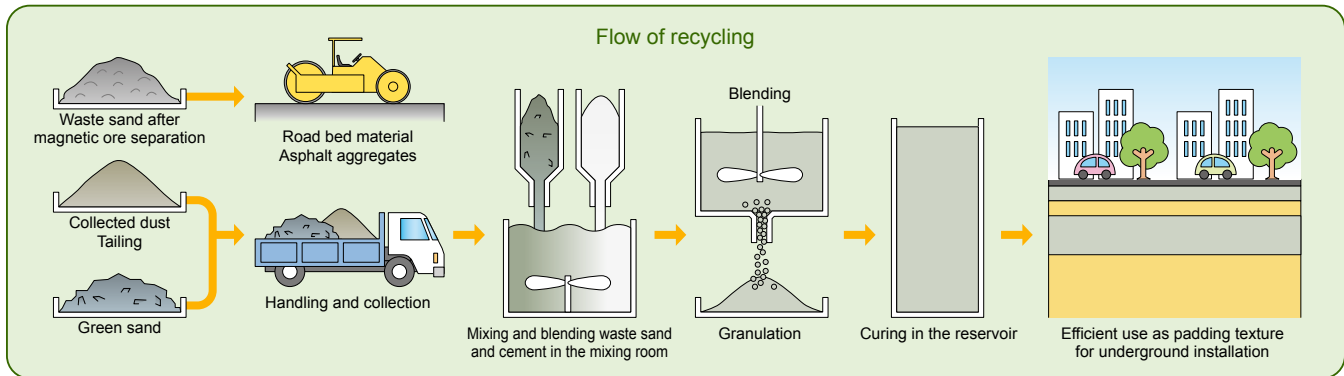 Flow of recycling
Waste sand after
magnetic ore separation
Road bed material
Asphalt aggregates
Collected dust
Tailing
Green sand
Handling and collection
Mixing and blending waste sand
and cement in the mixing room
Blending
Granulation
Curing in the reservoir
Efficient use as padding texture
for underground installation